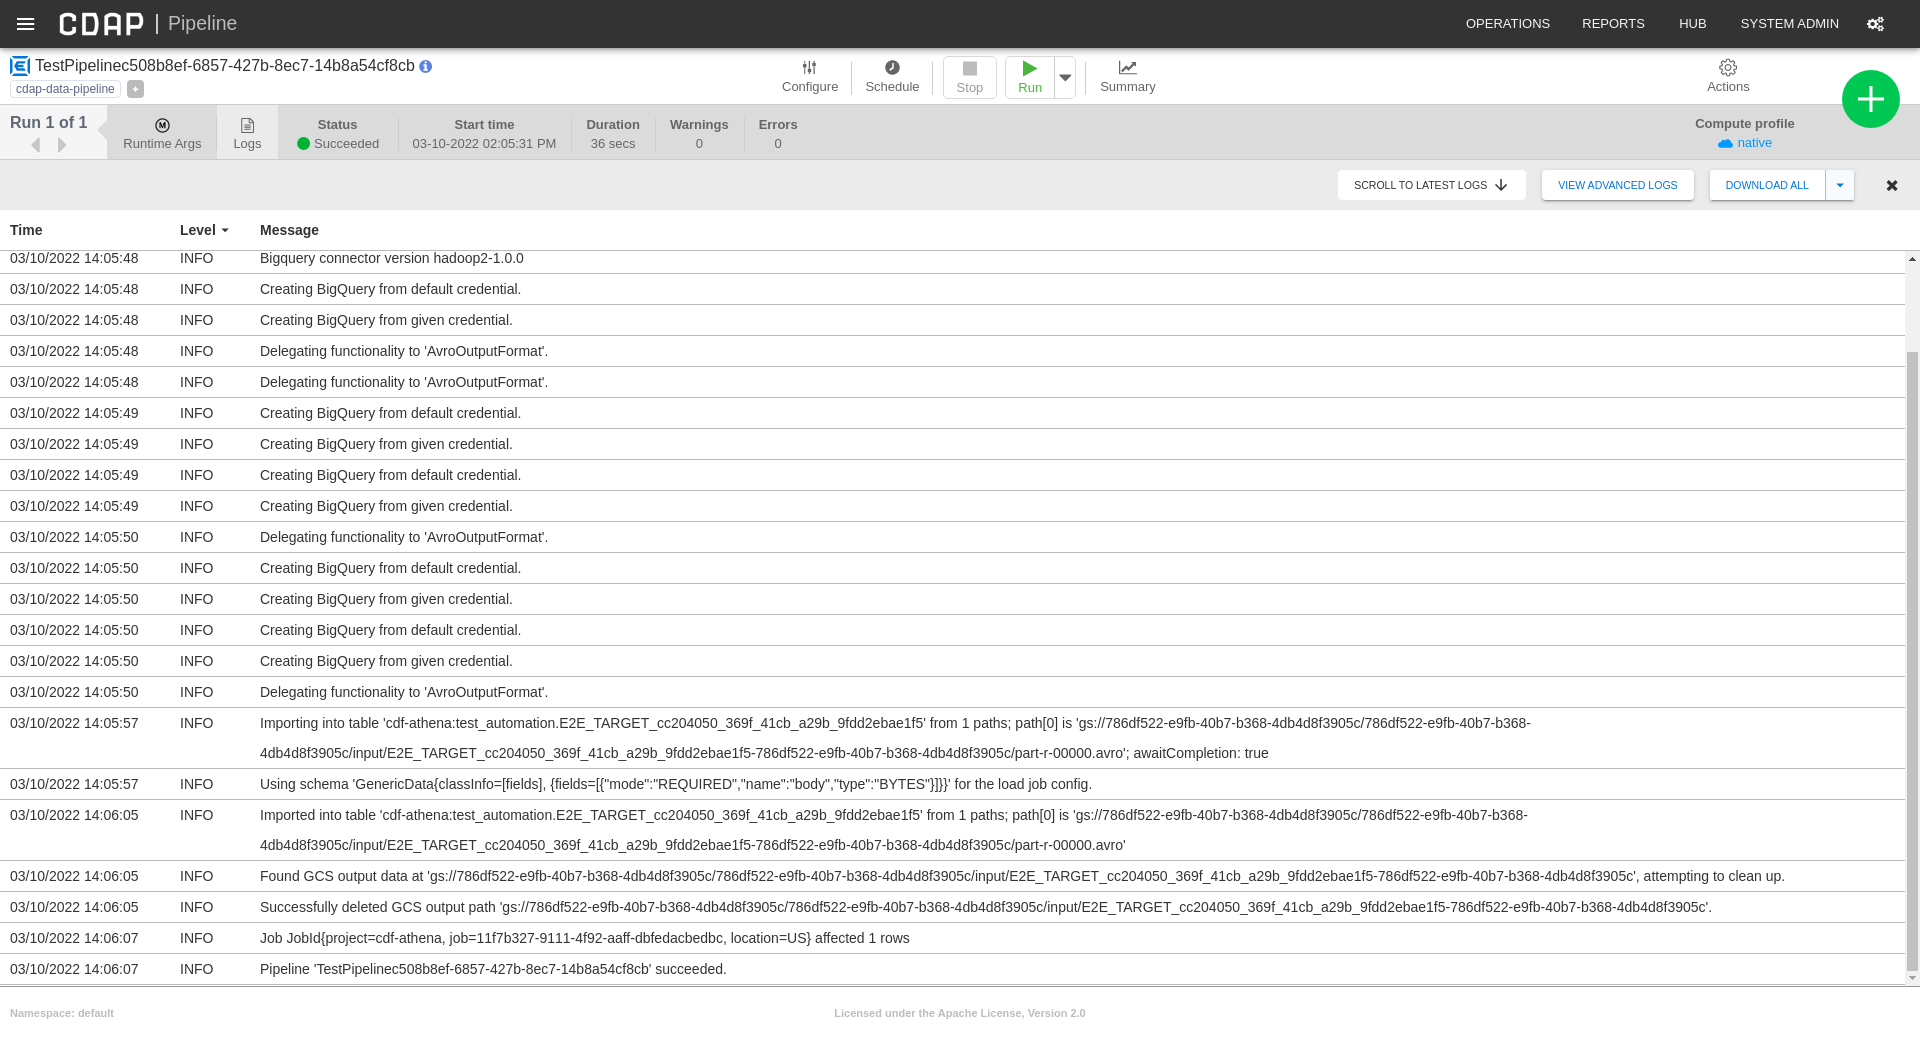 CDAP | Pipeline OPERATIONS REPORTS HUB SYSTEM ADMIN
TestPipelinec508b8ef-6857-427b-8ec7-14b8a54cf8cb
cdap-data-pipeline +
Configure Schedule Stop Run Summary Actions
Run 1 of 1
Runtime Args Logs
Status Start time Duration Warnings Errors Compute profile
Succeeded 03-10-2022 02:05:31 PM 36 secs 0 0 native
SCROLL TO LATEST LOGS VIEW ADVANCED LOGS DOWNLOAD ALL
Time Level Message
03/10/2022 14:05:48 INFO Bigquery connector version hadoop2-1.0.0
03/10/2022 14:05:48 INFO Creating BigQuery from default credential.
03/10/2022 14:05:48 INFO Creating BigQuery from given credential.
03/10/2022 14:05:48 INFO Delegating functionality to 'AvroOutputFormat'.
03/10/2022 14:05:48 INFO Delegating functionality to 'AvroOutputFormat'.
03/10/2022 14:05:49 INFO Creating BigQuery from default credential.
03/10/2022 14:05:49 INFO Creating BigQuery from given credential.
03/10/2022 14:05:49 INFO Creating BigQuery from default credential.
03/10/2022 14:05:49 INFO Creating BigQuery from given credential.
03/10/2022 14:05:50 INFO Delegating functionality to 'AvroOutputFormat'.
03/10/2022 14:05:50 INFO Creating BigQuery from default credential.
03/10/2022 14:05:50 INFO Creating BigQuery from given credential.
03/10/2022 14:05:50 INFO Creating BigQuery from default credential.
03/10/2022 14:05:50 INFO Creating BigQuery from given credential.
03/10/2022 14:05:50 INFO Delegating functionality to 'AvroOutputFormat'.
03/10/2022 14:05:57 INFO Importing into table 'cdf-athena:test_automation.E2E_TARGET_cc204050_369f_41cb_a29b_9fdd2ebae1f5' from 1 paths; path[0] is 'gs://786df522-e9fb-40b7-b368-4db4d8f3905c/786df522-e9fb-40b7-b368-
4db4d8f3905c/input/E2E_TARGET_cc204050_369f_41cb_a29b_9fdd2ebae1f5-786df522-e9fb-40b7-b368-4db4d8f3905c/part-r-00000.avro'; awaitCompletion: true
03/10/2022 14:05:57 INFO Using schema 'GenericData{classInfo=[fields], {fields=[{"mode":"REQUIRED","name":"body","type":"BYTES"}]}}' for the load job config.
03/10/2022 14:06:05 INFO Imported into table 'cdf-athena:test_automation.E2E_TARGET_cc204050_369f_41cb_a29b_9fdd2ebae1f5' from 1 paths; path[0] is 'gs://786df522-e9fb-40b7-b368-4db4d8f3905c/786df522-e9fb-40b7-b368-
4db4d8f3905c/input/E2E_TARGET_cc204050_369f_41cb_a29b_9fdd2ebae1f5-786df522-e9fb-40b7-b368-4db4d8f3905c/part-r-00000.avro'
03/10/2022 14:06:05 INFO Found GCS output data at 'gs://786df522-e9fb-40b7-b368-4db4d8f3905c/786df522-e9fb-40b7-b368-4db4d8f3905c/input/E2E_TARGET_cc204050_369f_41cb_a29b_9fdd2ebae1f5-786df522-e9fb-40b7-b368-4db4d8f3905c', attempting to clean up.
03/10/2022 14:06:05 INFO Successfully deleted GCS output path 'gs://786df522-e9fb-40b7-b368-4db4d8f3905c/786df522-e9fb-40b7-b368-4db4d8f3905c/input/E2E_TARGET_cc204050_369f_41cb_a29b_9fdd2ebae1f5-786df522-e9fb-40b7-b368-4db4d8f3905c'.
03/10/2022 14:06:07 INFO Job JobId{project=cdf-athena, job=11f7b327-9111-4f92-aaff-dbfedacbedbc, location=US} affected 1 rows
03/10/2022 14:06:07 INFO Pipeline 'TestPipelinec508b8ef-6857-427b-8ec7-14b8a54cf8cb' succeeded.
Namespace: default Licensed under the Apache License, Version 2.0